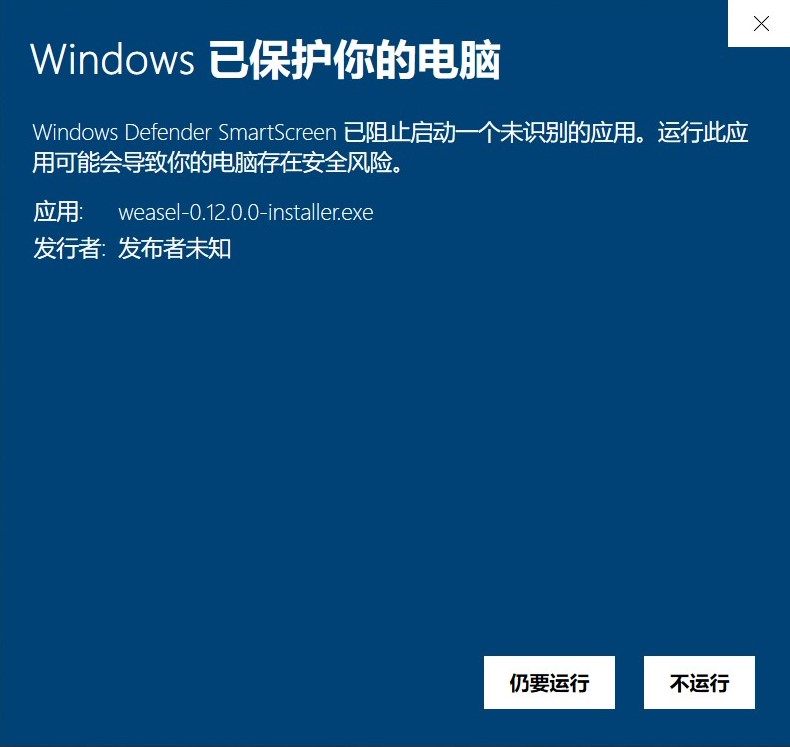 Windows 已保护你的电脑
Windows Defender SmartScreen 已阻止启动一个未识别的应用。运行此应
用可能会导致你的电脑存在安全风险。
应用: weasel-0.12.0.0-installer.exe
发行者: 发布者未知
仍要运行 不运行